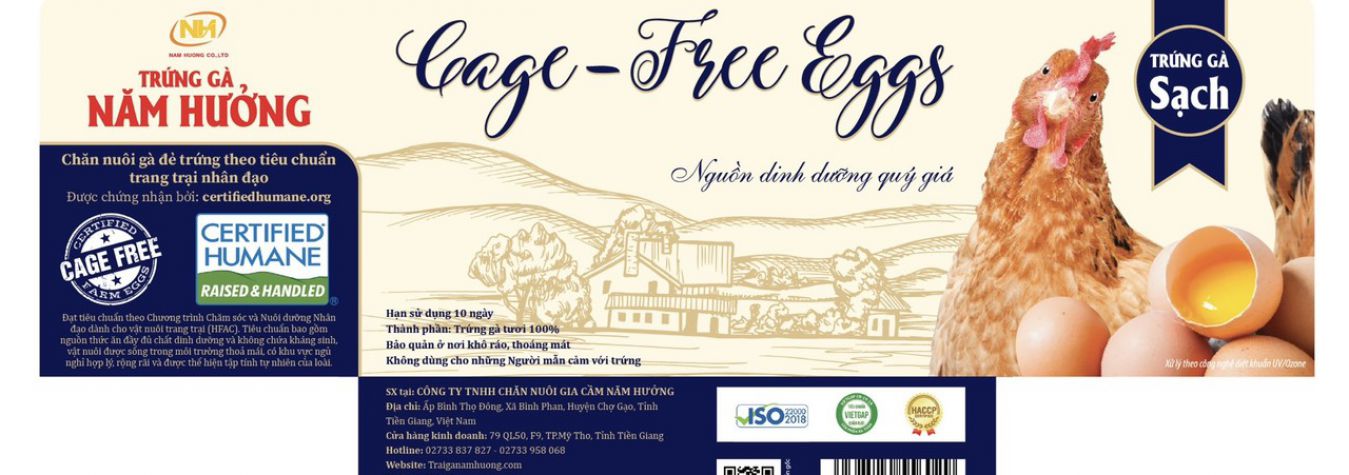 NH
NAM HUONG CO.,LTD
TRỨNG GÀ
NĂM HƯỞNG
Chăn nuôi gà đẻ trứng theo tiêu chuẩn
trang trại nhân đạo
Được chứng nhận bởi: certifiedhumane.org
CERTIFIED
CAGE FREE
FARM EGGS
CERTIFIED
HUMANE
RAISED & HANDLED
Đạt tiêu chuẩn theo Chương trình Chăm sóc và Nuôi dưỡng Nhân
đạo dành cho vật nuôi trang trại (HFAC). Tiêu chuẩn bao gồm
nguồn thức ăn đầy đủ chất dinh dưỡng và không chứa kháng sinh,
vật nuôi được sống trong môi trường thoả mái, có khu vực ngủ
nghỉ hợp lý, rộng rãi và được thể hiện tập tính tự nhiên của loài.
Cage - Free Eggs
Nguồn dinh dưỡng quý giá
Hạn sử dụng 10 ngày
Thành phần: Trứng gà tươi 100%
Bảo quản ở nơi khô ráo, thoáng mát
Không dùng cho những Người mẫn cảm với trứng
TRỨNG GÀ
Sạch
Xử lý theo công nghệ diệt khuẩn UV/Ozone
SX tại: CÔNG TY TNHH CHĂN NUÔI GIA CẦM NĂM HƯỞNG
Địa chỉ: Ấp Bình Thọ Đông, Xã Bình Phan, Huyện Chợ Gạo, Tỉnh
Tiền Giang, Việt Nam
Cửa hàng kinh doanh: 79 QL50, F9, TP.Mỹ Tho, Tỉnh Tiền Giang
Hotline: 02733 837 827 - 02733 958 068
Website: Traiganamhuong.com
ISO 22000
2018
VIETGAP
HACCP